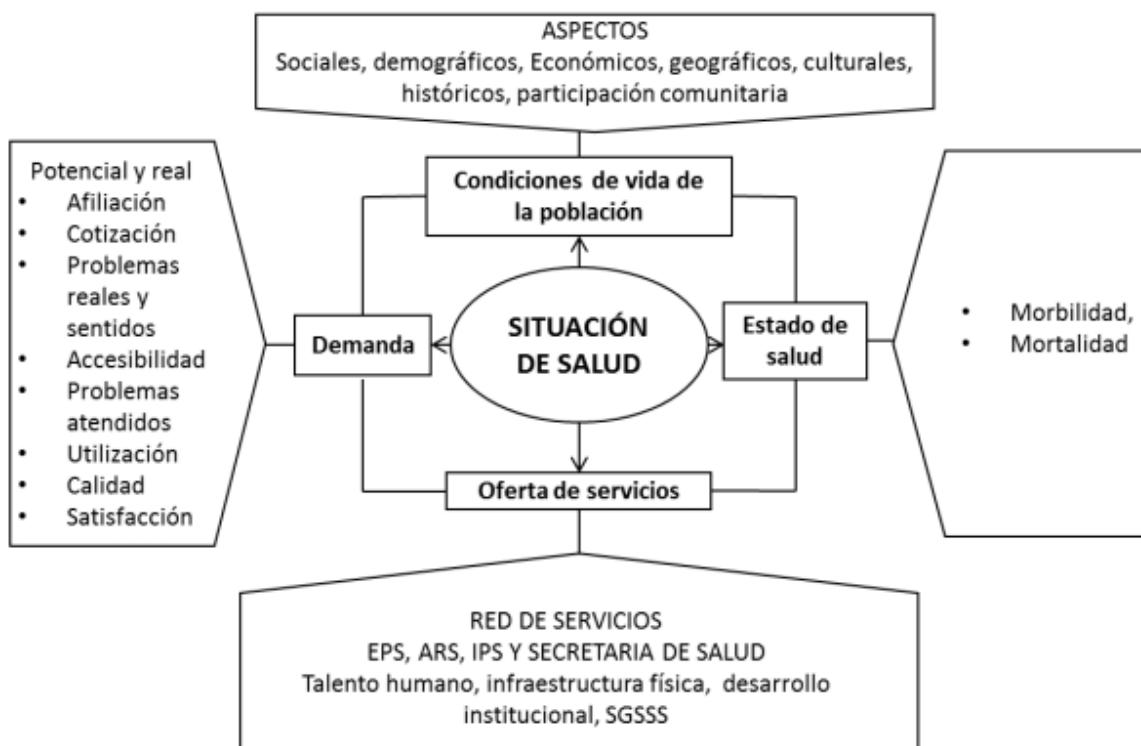 ASPECTOS
Sociales, demográficos, Económicos, geográficos, culturales,
históricos, participación comunitaria
Condiciones de vida de
la población
Potencial y real
• Afiliación
• Cotización
• Problemas
reales y
sentidos
• Accesibilidad
• Problemas
atendidos
• Utilización
• Calidad
• Satisfacción
Demanda
SITUACIÓN
DE SALUD
Estado de
salud
• Morbilidad,
• Mortalidad
Oferta de servicios
RED DE SERVICIOS
EPS, ARS, IPS Y SECRETARIA DE SALUD
Talento humano, infraestructura física, desarrollo
institucional, SGSSS